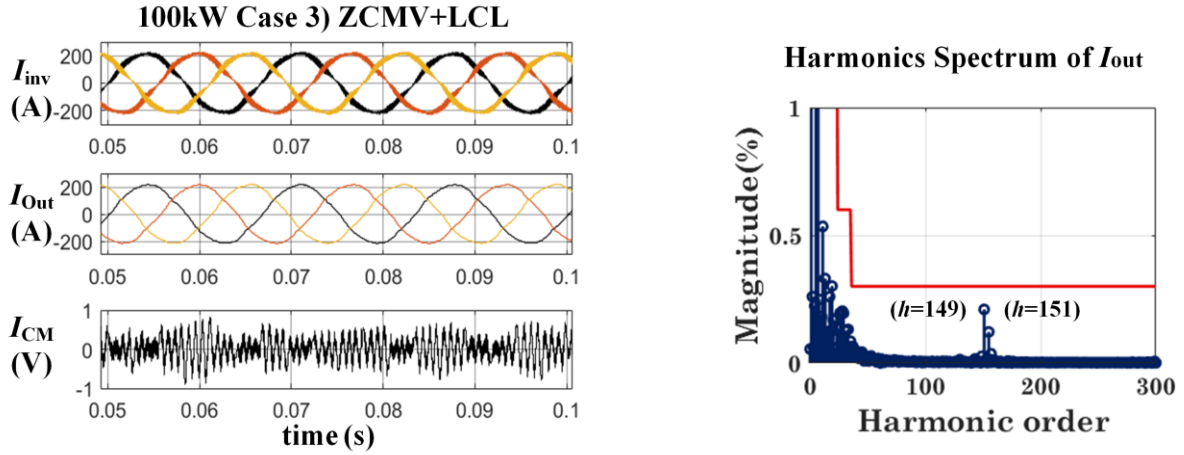 100kW Case 3) ZCMV+LCL
Iinv
(A)
200
0
-200
0.05 0.06 0.07 0.08 0.09 0.1
IOut
(A)
200
0
-200
0.05 0.06 0.07 0.08 0.09 0.1
ICM
(V)
1
0
-1
0.05 0.06 0.07 0.08 0.09 0.1
time (s)
Harmonics Spectrum of Iout
Magnitude(%)
1
0.5
0
(h=149) (h=151)
0 100 200 300
Harmonic order